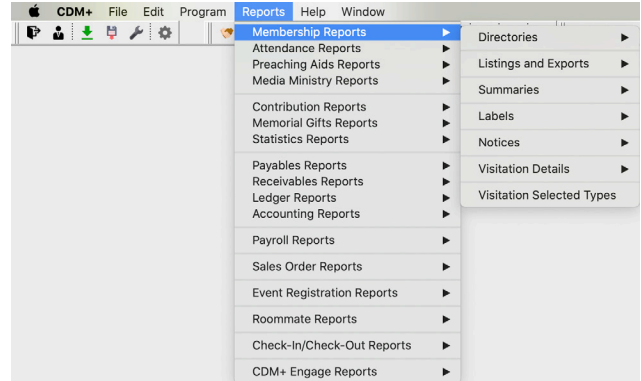 CDM+ File Edit Program Reports Help Window
Membership Reports
Attendance Reports
Preaching Aids Reports
Media Ministry Reports
Contribution Reports
Memorial Gifts Reports
Statistics Reports
Payables Reports
Receivables Reports
Ledger Reports
Accounting Reports
Payroll Reports
Sales Order Reports
Event Registration Reports
Roommate Reports
Check-In/Check-Out Reports
CDM+ Engage Reports
Directories
Listings and Exports
Summaries
Labels
Notices
Visitation Details
Visitation Selected Types